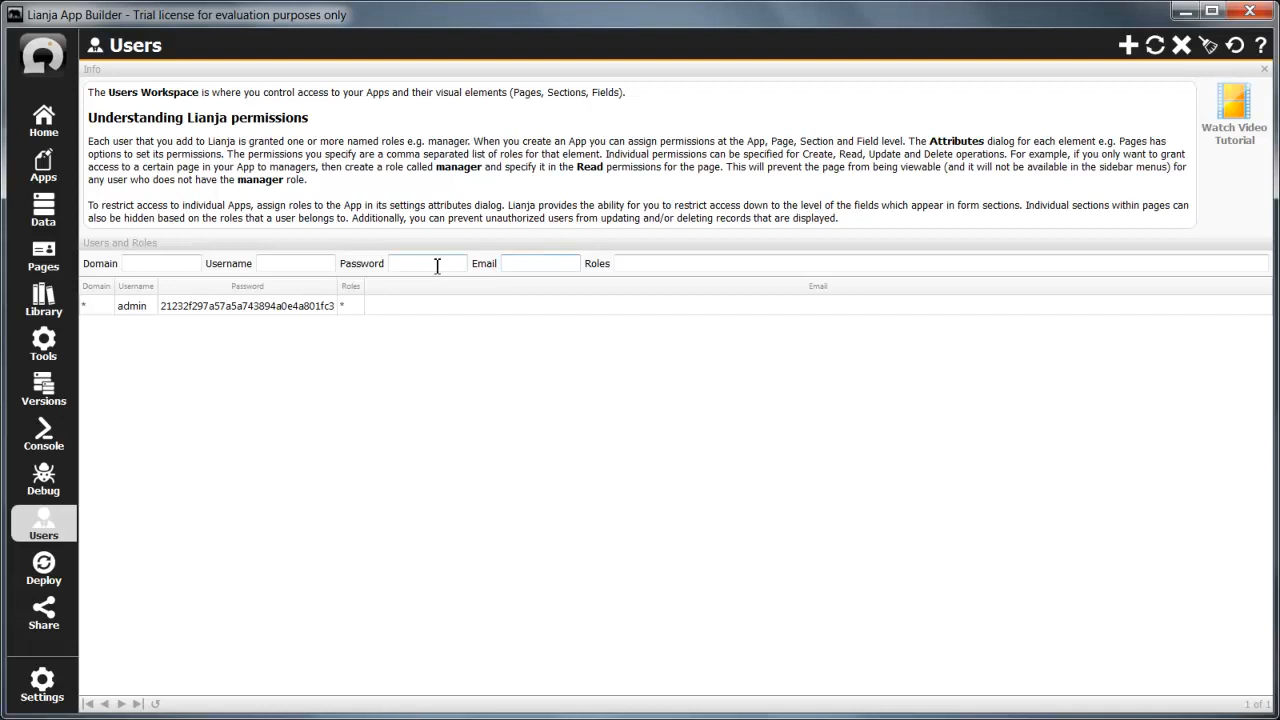 Lianja App Builder - Trial license for evaluation purposes only
Users
Info
The Users Workspace is where you control access to your Apps and their visual elements (Pages, Sections, Fields).
Understanding Lianja permissions
Each user that you add to Lianja is granted one or more named roles e.g. manager. When you create an App you can assign permissions at the App, Page, Section and Field level. The Attributes dialog for each element e.g. Pages has
options to set its permissions. The permissions you specify are a comma separated list of roles for that element. Individual permissions can be specified for Create, Read, Update and Delete operations. For example, if you only want to grant
access to a certain page in your App to managers, then create a role called manager and specify it in the Read permissions for the page. This will prevent the page from being viewable (and it will not be available in the sidebar menus) for
any user who does not have the manager role.
To restrict access to individual Apps, assign roles to the App in its settings attributes dialog. Lianja provides the ability for you to restrict access down to the level of the fields which appear in form sections. Individual sections within pages can
also be hidden based on the roles that a user belongs to. Additionally, you can prevent unauthorized users from updating and/or deleting records that are displayed.
Watch Video
Tutorial
Users and Roles
Domain Username Password Email Roles
Domain Username Password Roles Email
* admin 21232f297a57a5a743894a0e4a801fc3 *
Home
Apps
Data
Pages
Library
Tools
Versions
Console
Debug
Users
Deploy
Share
Settings
1 of 1